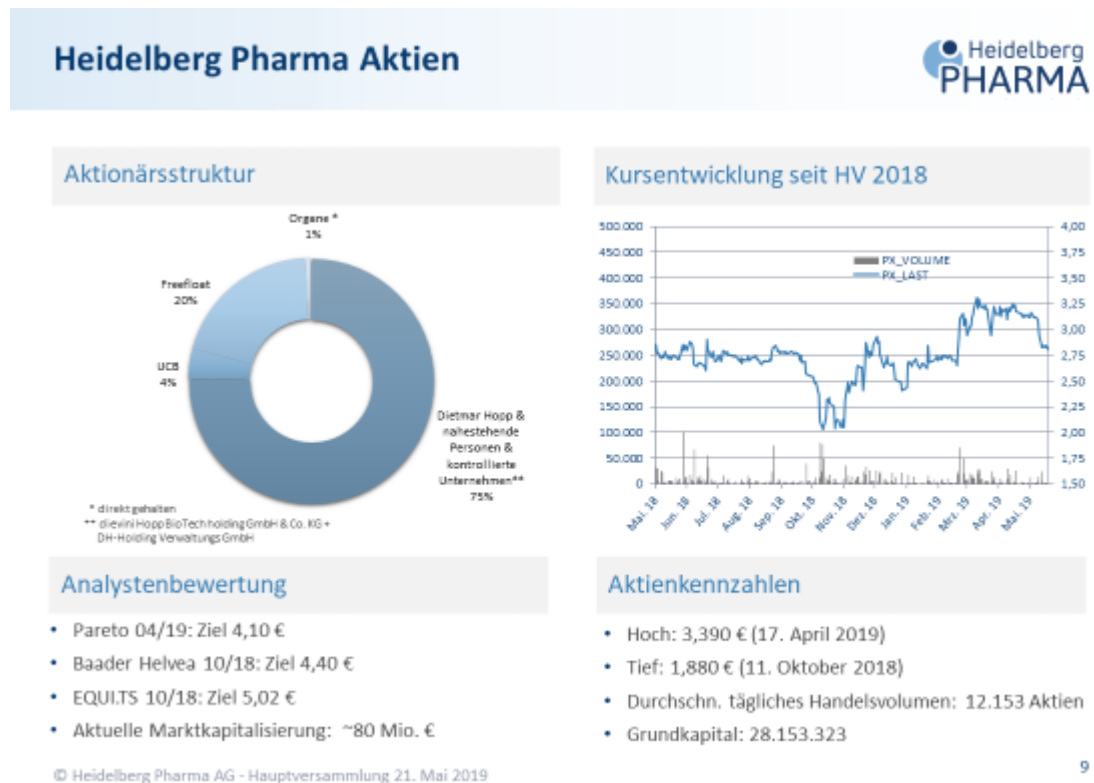 Heidelberg Pharma Aktien
Heidelberg
PHARMA
Aktionärsstruktur
Organe *
1%
Freefloat
20%
UCB
4%
Dietmar Hopp &
nahestehende
Personen &
kontrollierte
Unternehmen**
75%
* direkt gehalten
** dievini Hopp BioTech holding GmbH & Co. KG +
DH-Holding Verwaltungs GmbH
Kursentwicklung seit HV 2018
500.000
450.000
400.000
350.000
300.000
250.000
200.000
150.000
100.000
50.000
0
PX_VOLUME
PX_LAST
4,00
3,75
3,50
3,25
3,00
2,75
2,50
2,25
2,00
1,75
1,50
Mai. 18
Jun. 18
Jul. 18
Aug. 18
Sep. 18
Okt. 18
Nov. 18
Dez. 18
Jan. 19
Feb. 19
Mrz. 19
Apr. 19
Mai. 19
Analystenbewertung
• Pareto 04/19: Ziel 4,10 €
• Baader Helvea 10/18: Ziel 4,40 €
• EQUI.TS 10/18: Ziel 5,02 €
• Aktuelle Marktkapitalisierung: ~80 Mio. €
Aktienkennzahlen
• Hoch: 3,390 € (17. April 2019)
• Tief: 1,880 € (11. Oktober 2018)
• Durchschn. tägliches Handelsvolumen: 12.153 Aktien
• Grundkapital: 28.153.323
© Heidelberg Pharma AG - Hauptversammlung 21. Mai 2019
9